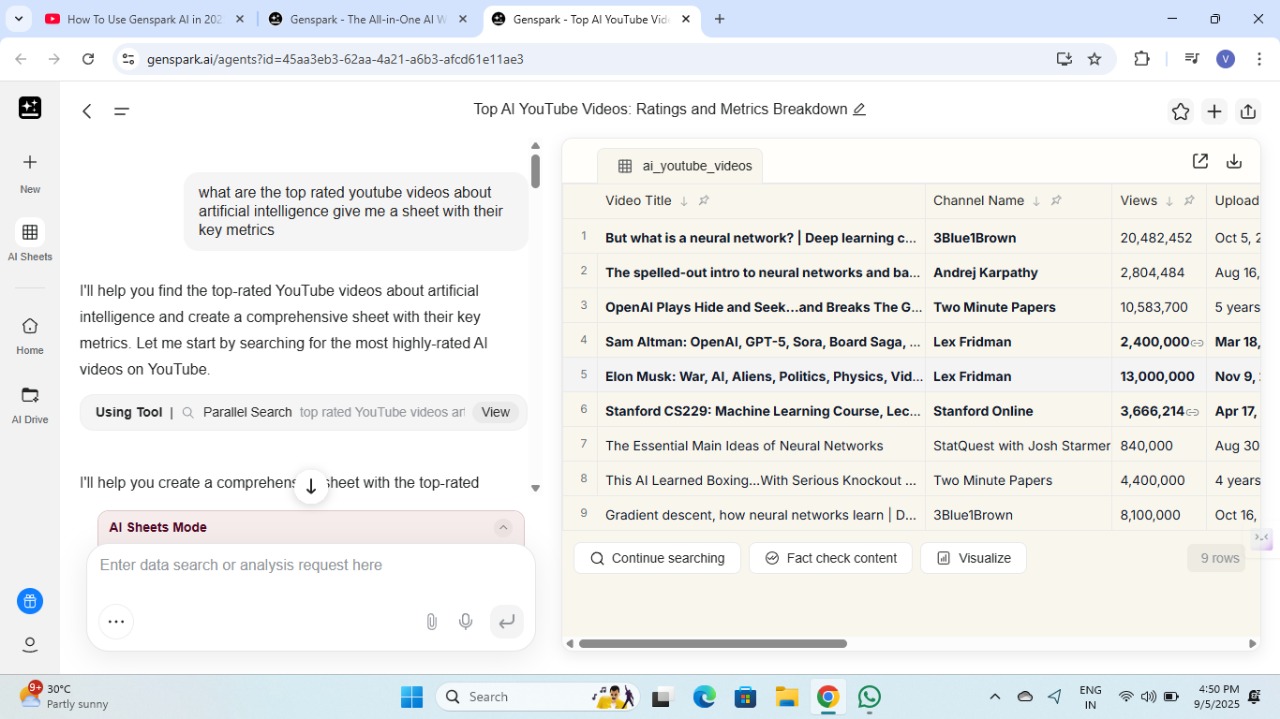 How To Use Genspark AI in 202
Genspark - The All-in-One AI W
Genspark - Top AI YouTube Vid
genspark.ai/agents?id=45aa3eb3-62aa-4a21-a6b3-afcd61e11ae3
V
New
AI Sheets
Home
AI Drive
Top AI YouTube Videos: Ratings and Metrics Breakdown
what are the top rated youtube videos about
artificial intelligence give me a sheet with their
key metrics
I'll help you find the top-rated YouTube videos about artificial
intelligence and create a comprehensive sheet with their key
metrics. Let me start by searching for the most highly-rated AI
videos on YouTube.
Using Tool | Parallel Search top rated YouTube videos ar View
I'll help you create a comprehens sheet with the top-rated
AI Sheets Mode
Enter data search or analysis request here
ai_youtube_videos
Video Title Channel Name Views Upload
1 But what is a neural network? | Deep learning c... 3Blue1Brown 20,482,452 Oct 5, 2
2 The spelled-out intro to neural networks and ba... Andrej Karpathy 2,804,484 Aug 16,
3 OpenAI Plays Hide and Seek...and Breaks The G... Two Minute Papers 10,583,700 5 years
4 Sam Altman: OpenAI, GPT-5, Sora, Board Saga, ... Lex Fridman 2,400,000 Mar 18,
5 Elon Musk: War, AI, Aliens, Politics, Physics, Vid... Lex Fridman 13,000,000 Nov 9,
6 Stanford CS229: Machine Learning Course, Lec... Stanford Online 3,666,214 Apr 17,
7 The Essential Main Ideas of Neural Networks StatQuest with Josh Starmer 840,000 Aug 30
8 This AI Learned Boxing...With Serious Knockout ... Two Minute Papers 4,400,000 4 years
9 Gradient descent, how neural networks learn | D... 3Blue1Brown 8,100,000 Oct 16,
Continue searching Fact check content Visualize 9 rows
9+
30°C
Partly sunny
Search
ENG
IN
4:50 PM
9/5/2025